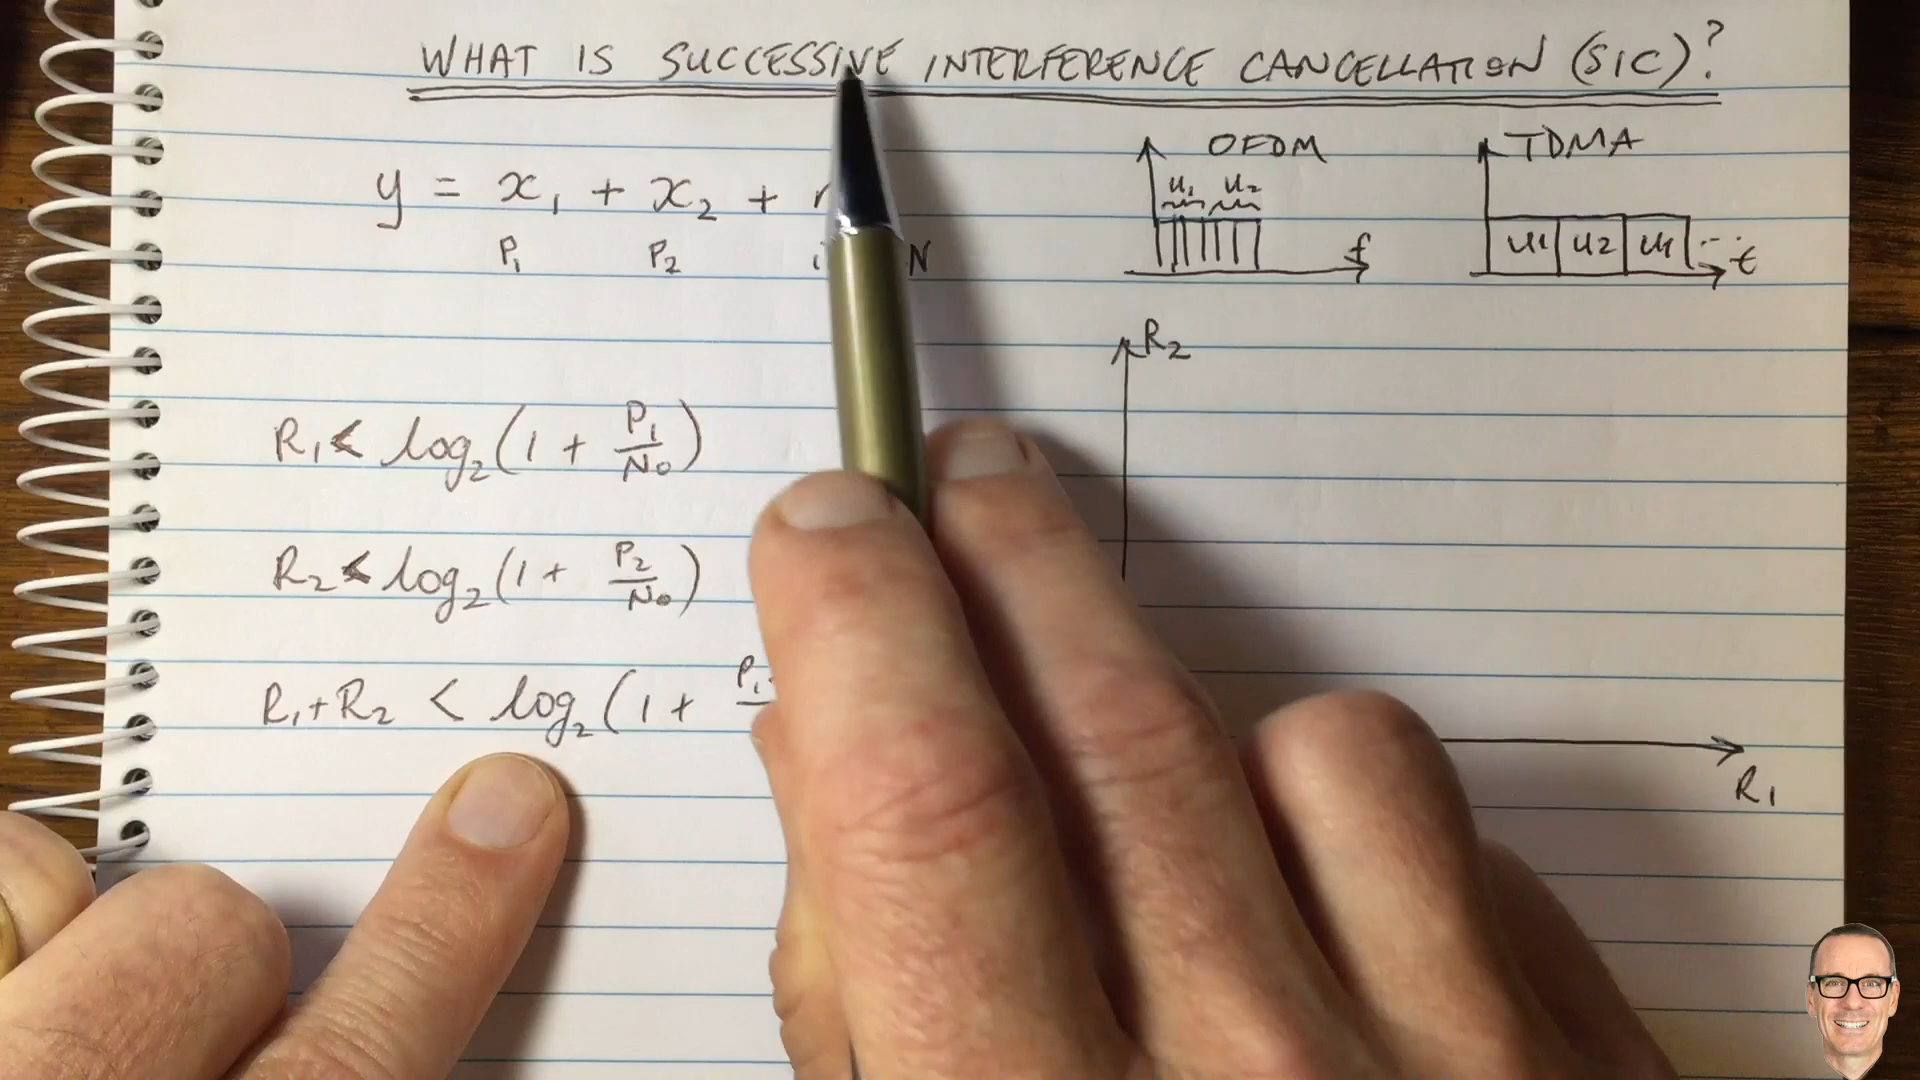 WHAT IS SUCCESSIVE INTERFERENCE CANCELLATION (SIC)?
y = x₁ + x₂ +
P₁ P₂ N
OFDM
u₁ u₂
f
TDMA
u1 u2 u1 ...
t
R₁ < log₂(1 + P₁/N₀)
R₂ < log₂(1 + P₂/N₀)
R₁+R₂ < log₂(1 + P₁
R₂
R₁